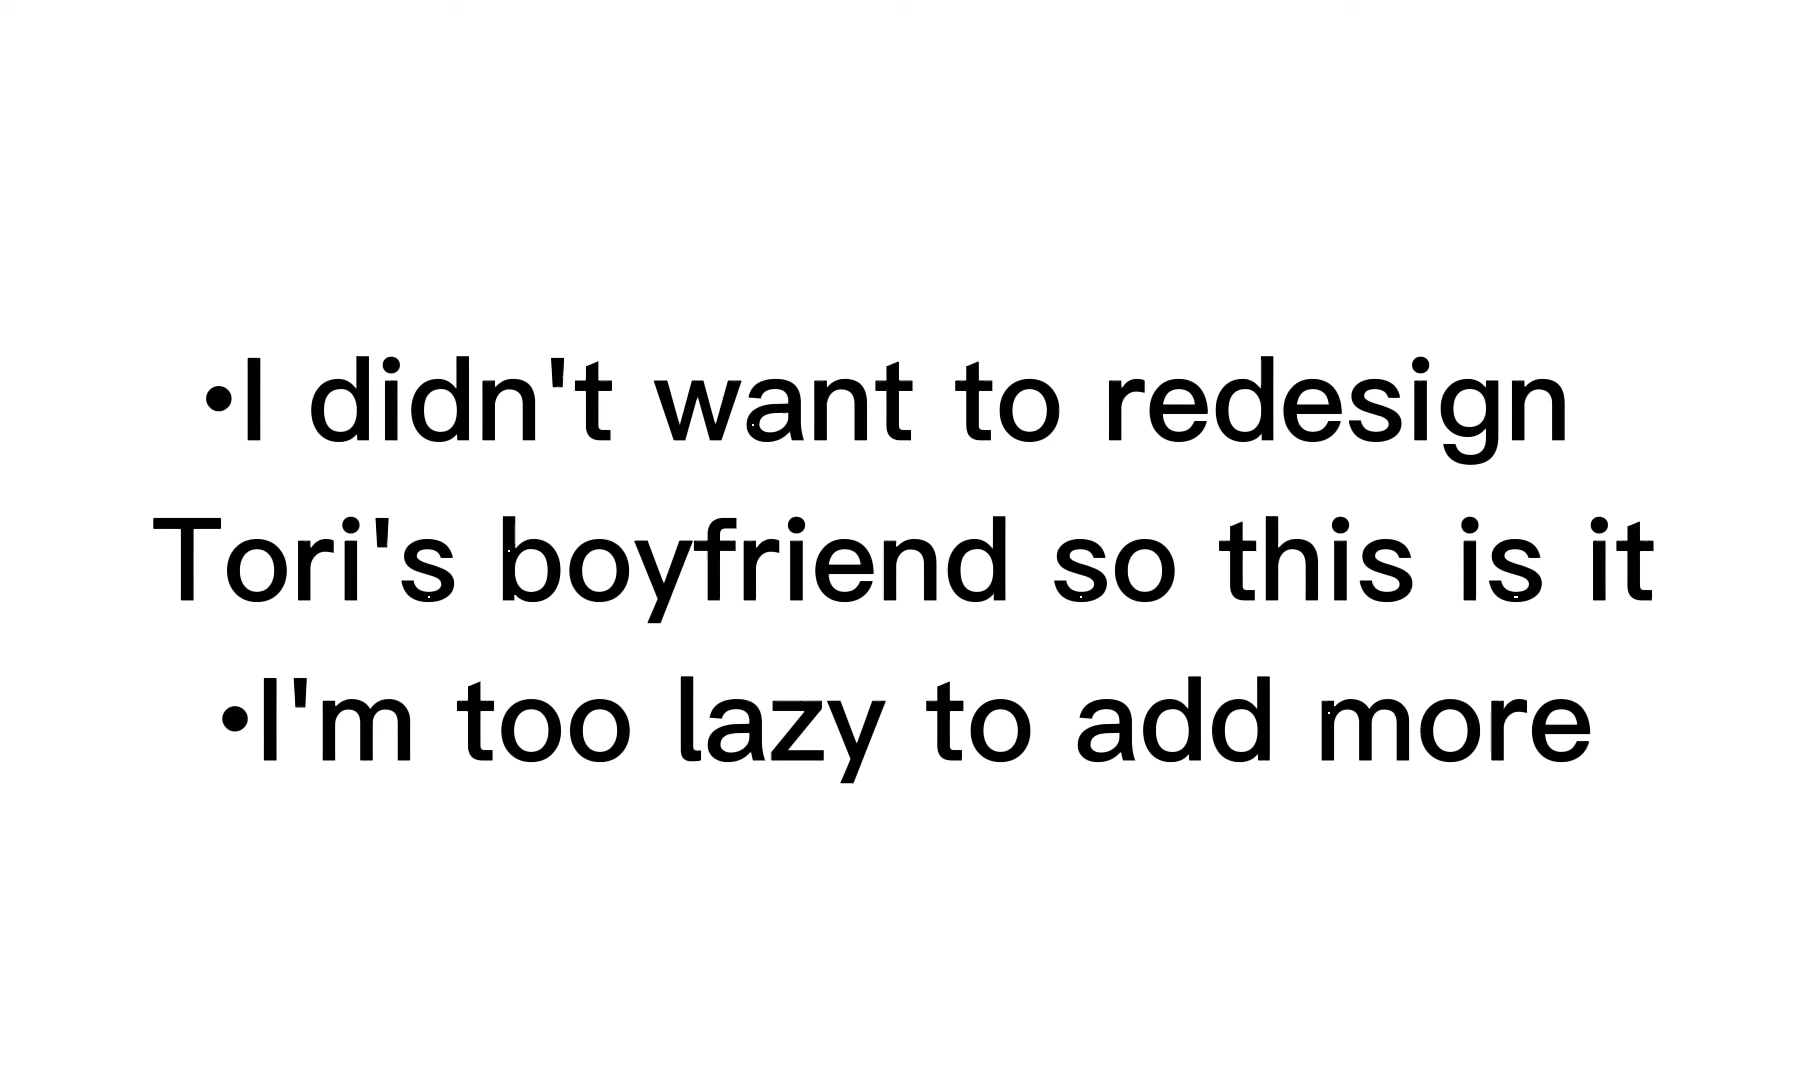 •I didn't want to redesign
Tori's boyfriend so this is it
•I'm too lazy to add more